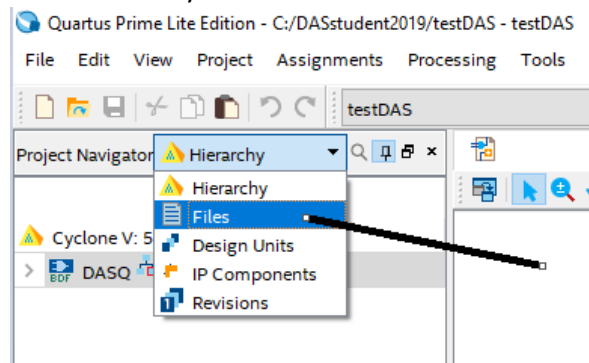 Quartus Prime Lite Edition - C:/DASstudent2019/testDAS - testDAS
File Edit View Project Assignments Processing Tools
testDAS
Project Navigator Hierarchy
Hierarchy
Files
Cyclone V: 5
Design Units
BDF DASQ
IP Components
Revisions